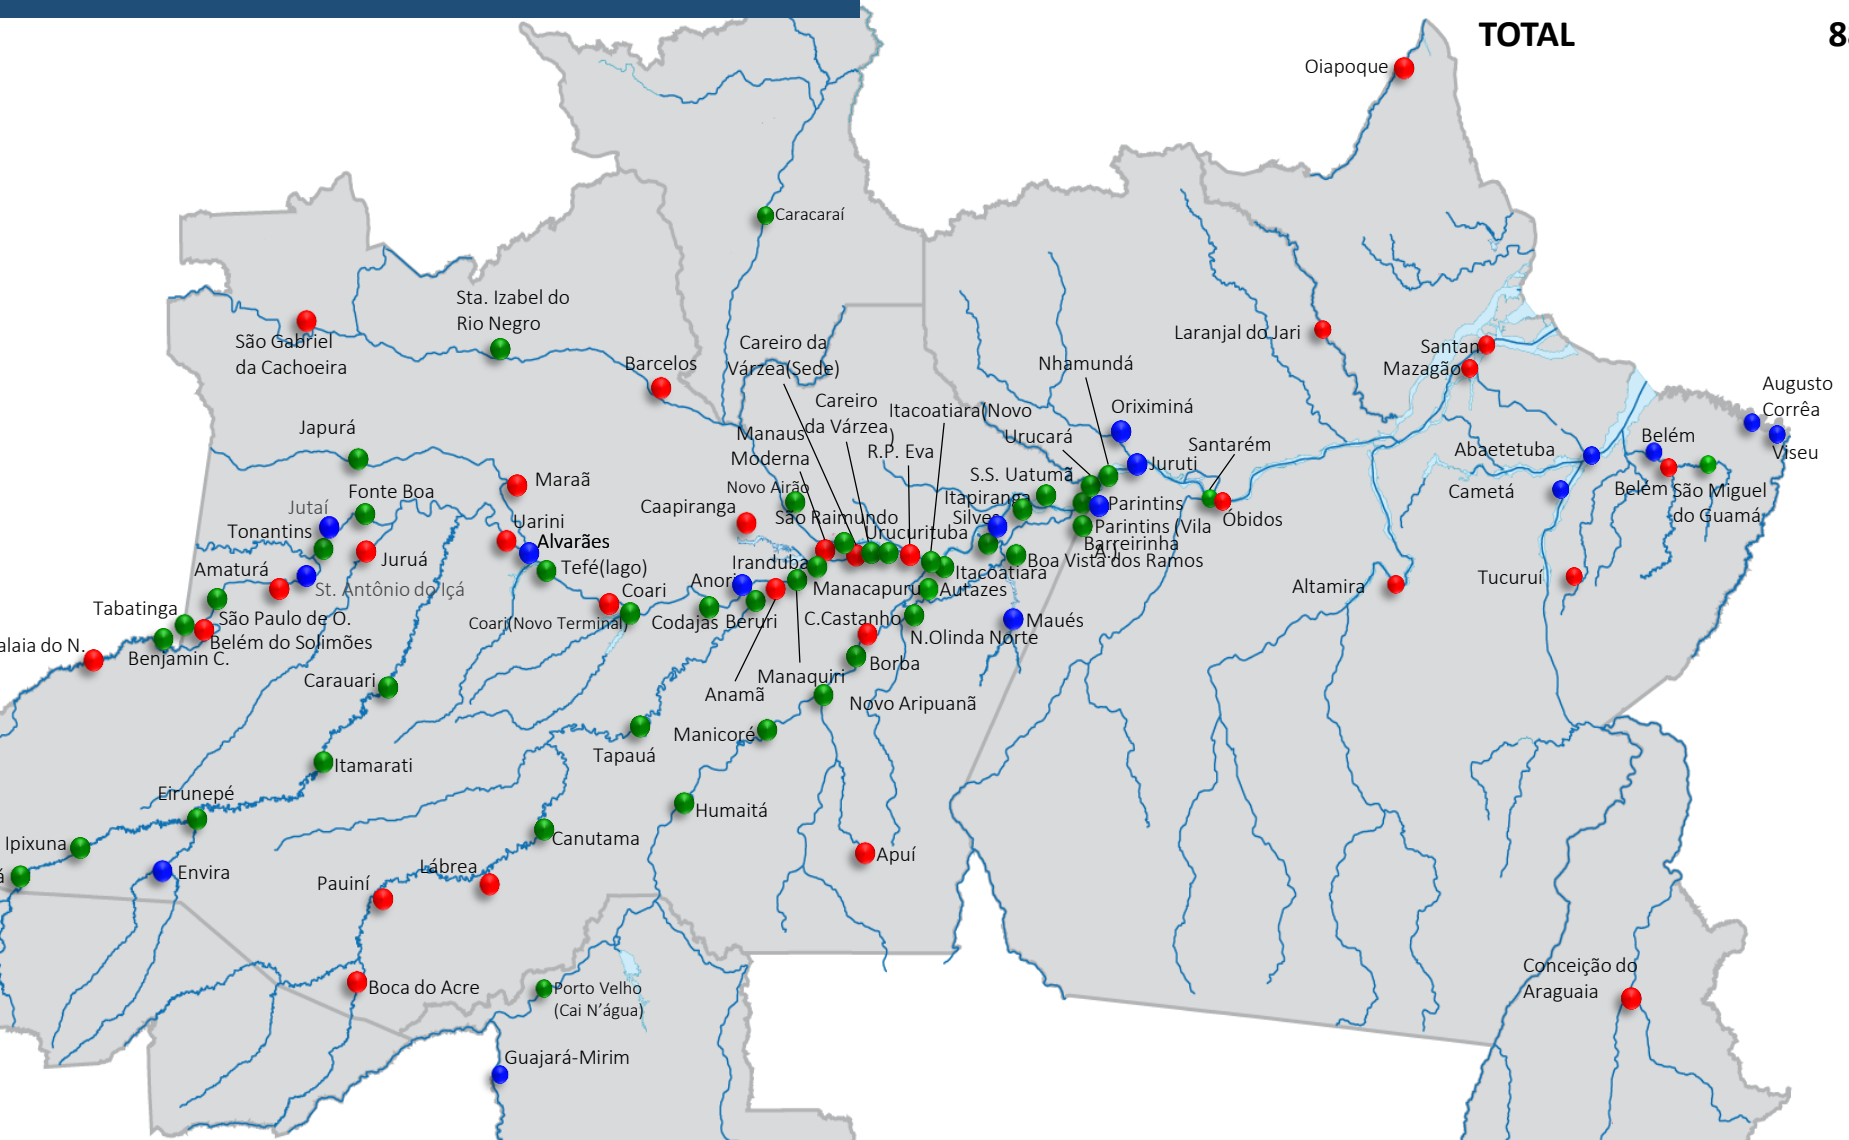 TOTAL
Oiapoque
Caracaraí
Sta. Izabel do
Rio Negro
São Gabriel
da Cachoeira
Barcelos
Careiro da
Várzea(Sede)
Laranjal do Jari
Santan
Mazagão
Nhamundá
Augusto
Corrêa
Viseu
Careiro
da Várzea
Itacoatiara(Novo
)
Oriximiná
Urucará
Santarém
Japurá
Manaus
Moderna
R.P. Eva
Abaetetuba
Belém
Juruti
S.S. Uatumã
Maraã
Novo Airão
Itapiranga
Cametá
Belém
São Miguel
do Guamá
Fonte Boa
Jutaí
Caapiranga
São Raimundo
Silves
Parintins
Óbidos
Tonantins
Uarini
Alvarães
Urucurituba
Parintins (Vila
A.)
Barreirinha
Juruá
Tefé(lago)
Iranduba
Boa Vista dos Ramos
Amaturá
St. Antônio do Içá
Anori
Manacapuru
Itacoatiara
Autazes
Altamira
Tucuruí
Tabatinga
São Paulo de O.
Coari
Coari(Novo Terminal)
Codajas
Beruri
C.Castanho
Maués
N.Olinda Norte
alaia do N.
Benjamin C.
Belém do Solimões
Borba
Carauari
Anamã
Manaquiri
Novo Aripuanã
Tapauá
Manicoré
Itamarati
Eirunepé
Humaitá
Ipixuna
Canutama
Apuí
á
Envira
Pauiní
Lábrea
Boca do Acre
Porto Velho
(Cai N'água)
Conceição do
Araguaia
Guajará-Mirim